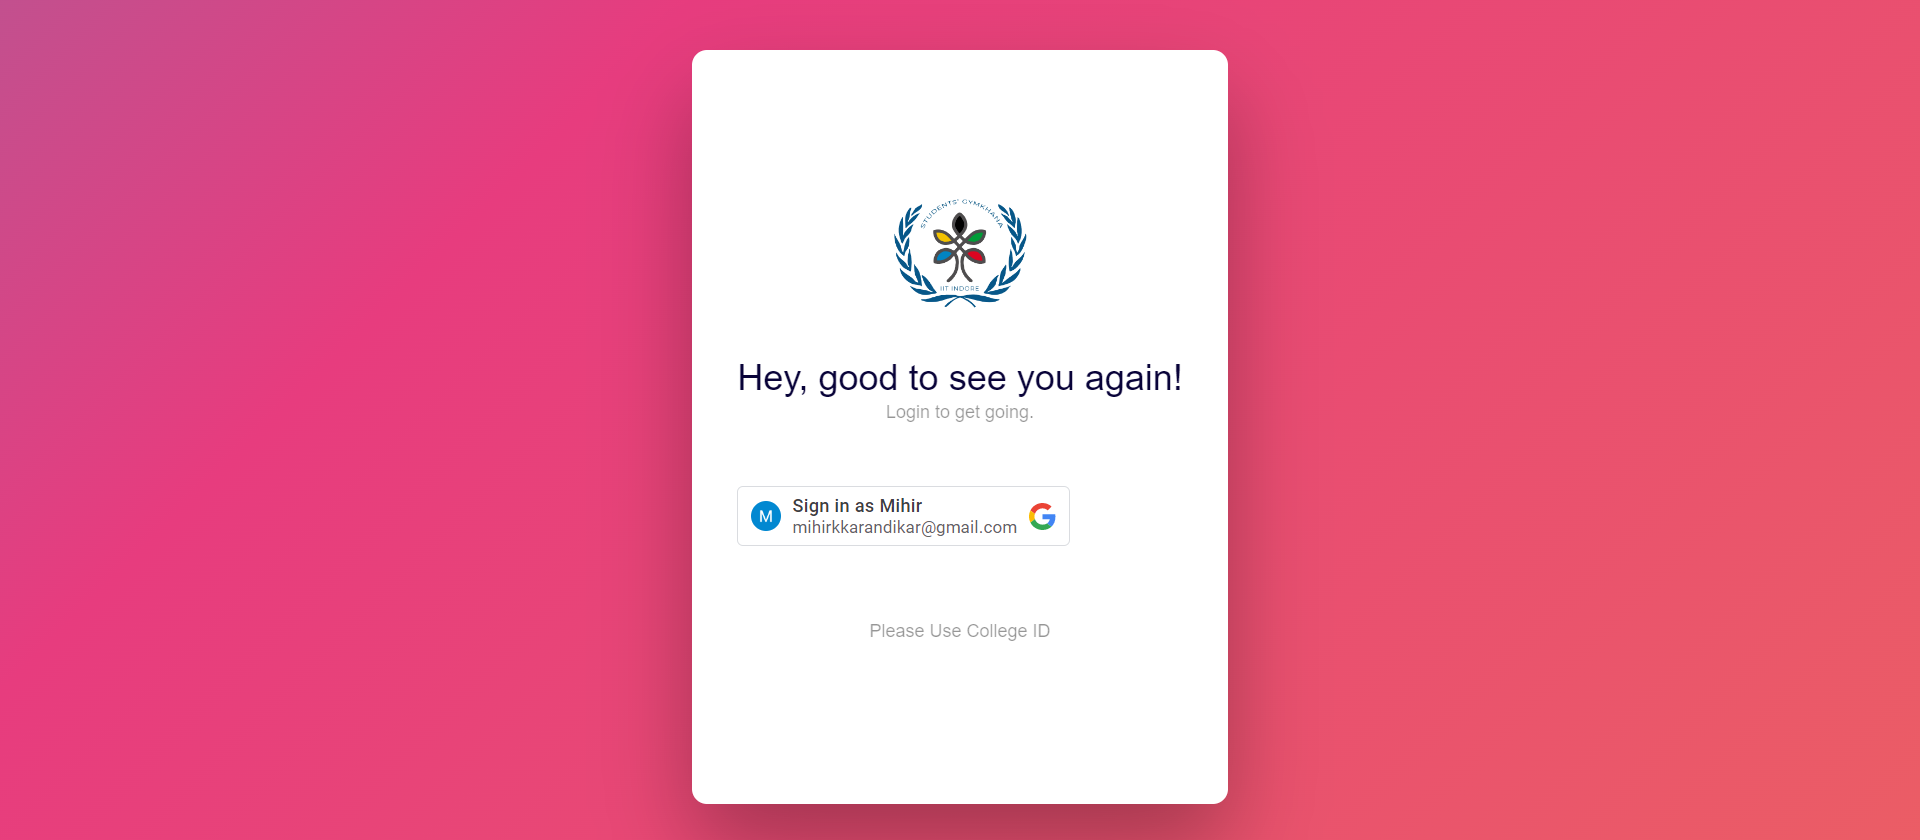 STUDENTS' GYMKHANA
IIT INDORE
Hey, good to see you again!
Login to get going.
M
Sign in as Mihir
mihirkkarandikar@gmail.com
Please Use College ID